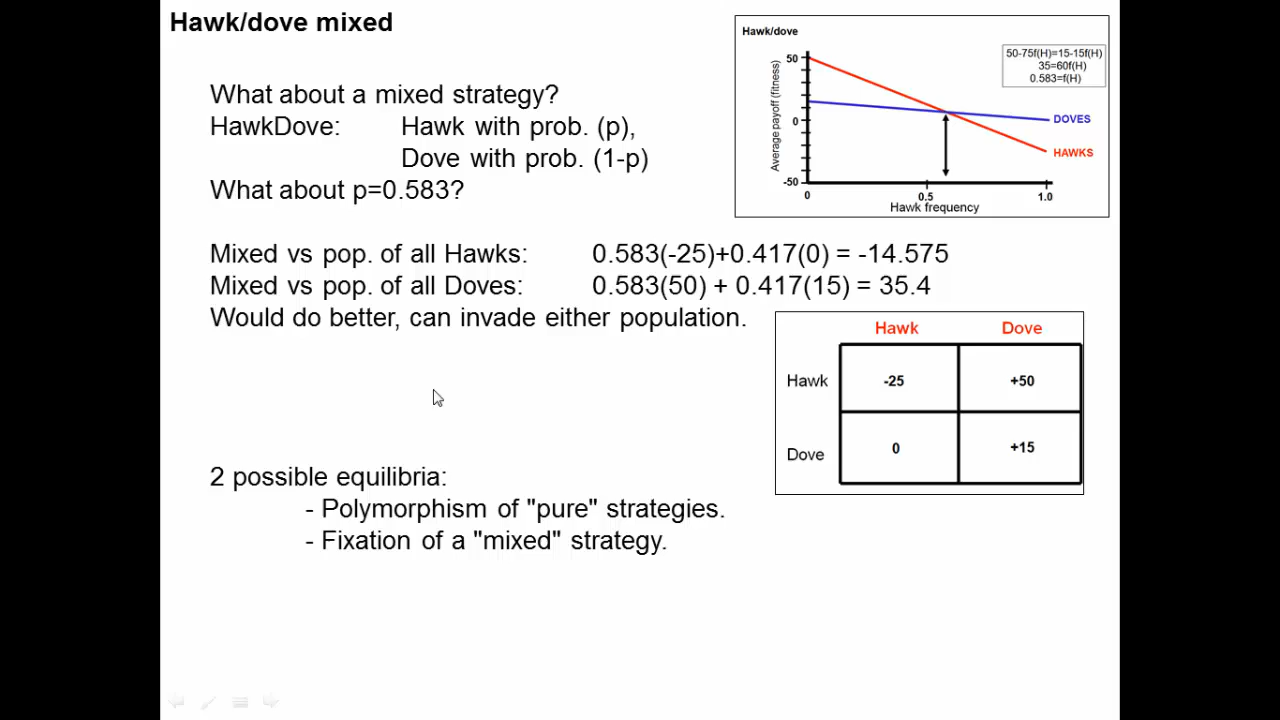 Hawk/dove mixed
What about a mixed strategy?
HawkDove: Hawk with prob. (p),
Dove with prob. (1-p)
What about p=0.583?
Hawk/dove
50-75f(H)=15-15f(H)
35=60f(H)
0.583=f(H)
Average payoff (fitness)
50
0
-50
DOVES
HAWKS
0
0.5
1.0
Hawk frequency
Mixed vs pop. of all Hawks: 0.583(-25)+0.417(0) = -14.575
Mixed vs pop. of all Doves: 0.583(50) + 0.417(15) = 35.4
Would do better, can invade either population.
Hawk Dove
Hawk -25 +50
Dove 0 +15
2 possible equilibria:
- Polymorphism of "pure" strategies.
- Fixation of a "mixed" strategy.